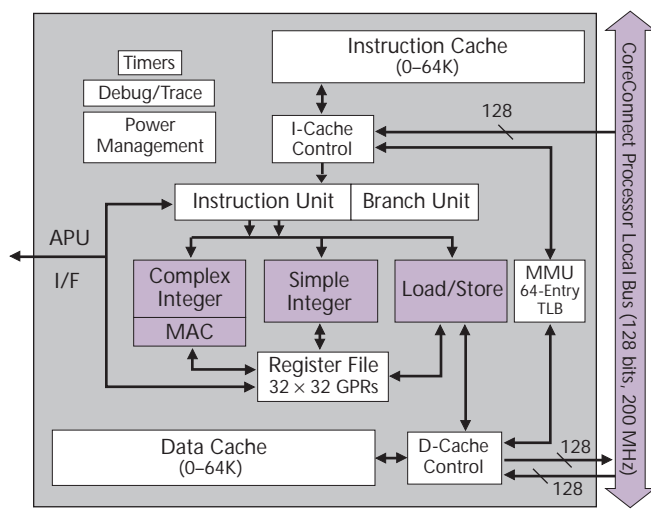 Instruction Cache
(0–64K)
Timers
Debug/Trace
Power
Management
I-Cache
Control
128
Instruction Unit
Branch Unit
APU
I/F
Complex
Integer
MAC
Simple
Integer
Load/Store
MMU
64-Entry
TLB
Register File
32 × 32 GPRs
Data Cache
(0–64K)
D-Cache
Control
128
128
CoreConnect Processor Local Bus (128 bits, 200 MHz)